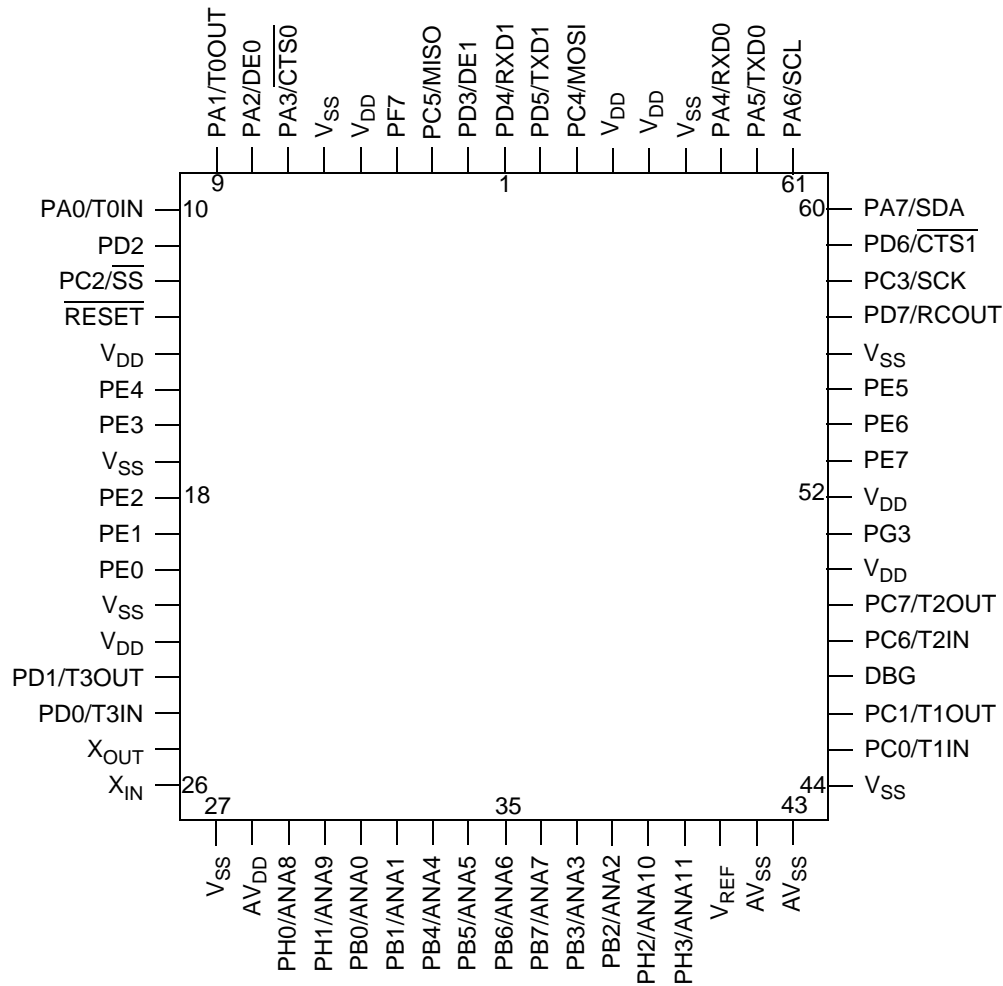 PA1/T0OUT
PA2/DE0
PA3/C̅T̅S̅0̅
VSS
VDD
PF7
PC5/MISO
PD3/DE1
PD4/RXD1
PD5/TXD1
PC4/MOSI
VDD
VDD
VSS
PA4/RXD0
PA5/TXD0
PA6/SCL
9
1
61
PA0/T0IN
10
60
PA7/SDA
PD2
PD6/C̅T̅S̅1̅
PC2/S̅S̅
PC3/SCK
R̅E̅S̅E̅T̅
PD7/RCOUT
VDD
VSS
PE4
PE5
PE3
PE6
VSS
PE7
PE2
18
52
VDD
PE1
PG3
PE0
VDD
VSS
PC7/T2OUT
VDD
PC6/T2IN
PD1/T3OUT
DBG
PD0/T3IN
PC1/T1OUT
XOUT
PC0/T1IN
XIN
26
44
VSS
27
35
43
VSS
AVDD
PH0/ANA8
PH1/ANA9
PB0/ANA0
PB1/ANA1
PB4/ANA4
PB5/ANA5
PB6/ANA6
PB7/ANA7
PB3/ANA3
PB2/ANA2
PH2/ANA10
PH3/ANA11
VREF
AVSS
AVSS